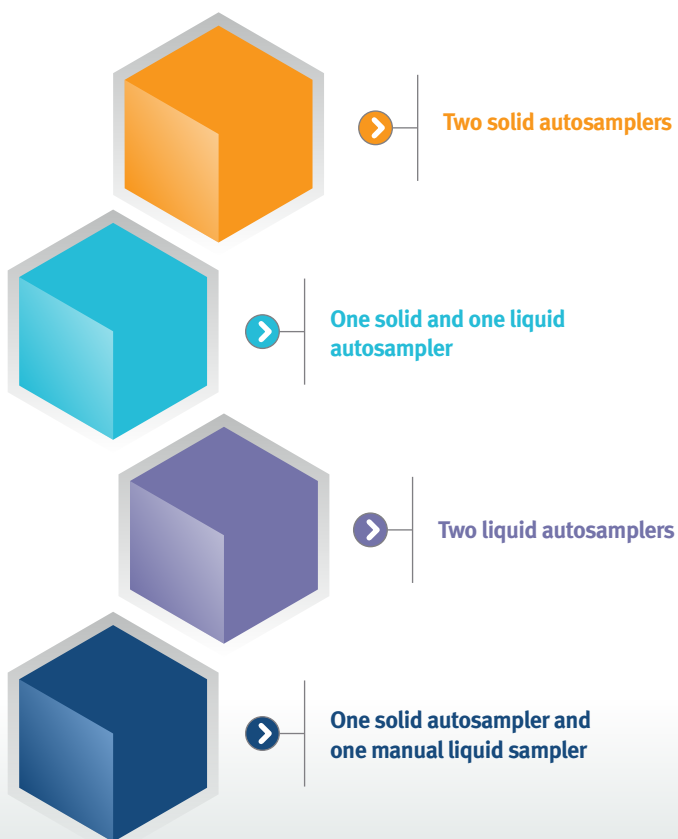 Two solid autosamplers
One solid and one liquid
autosampler
Two liquid autosamplers
One solid autosampler and
one manual liquid sampler